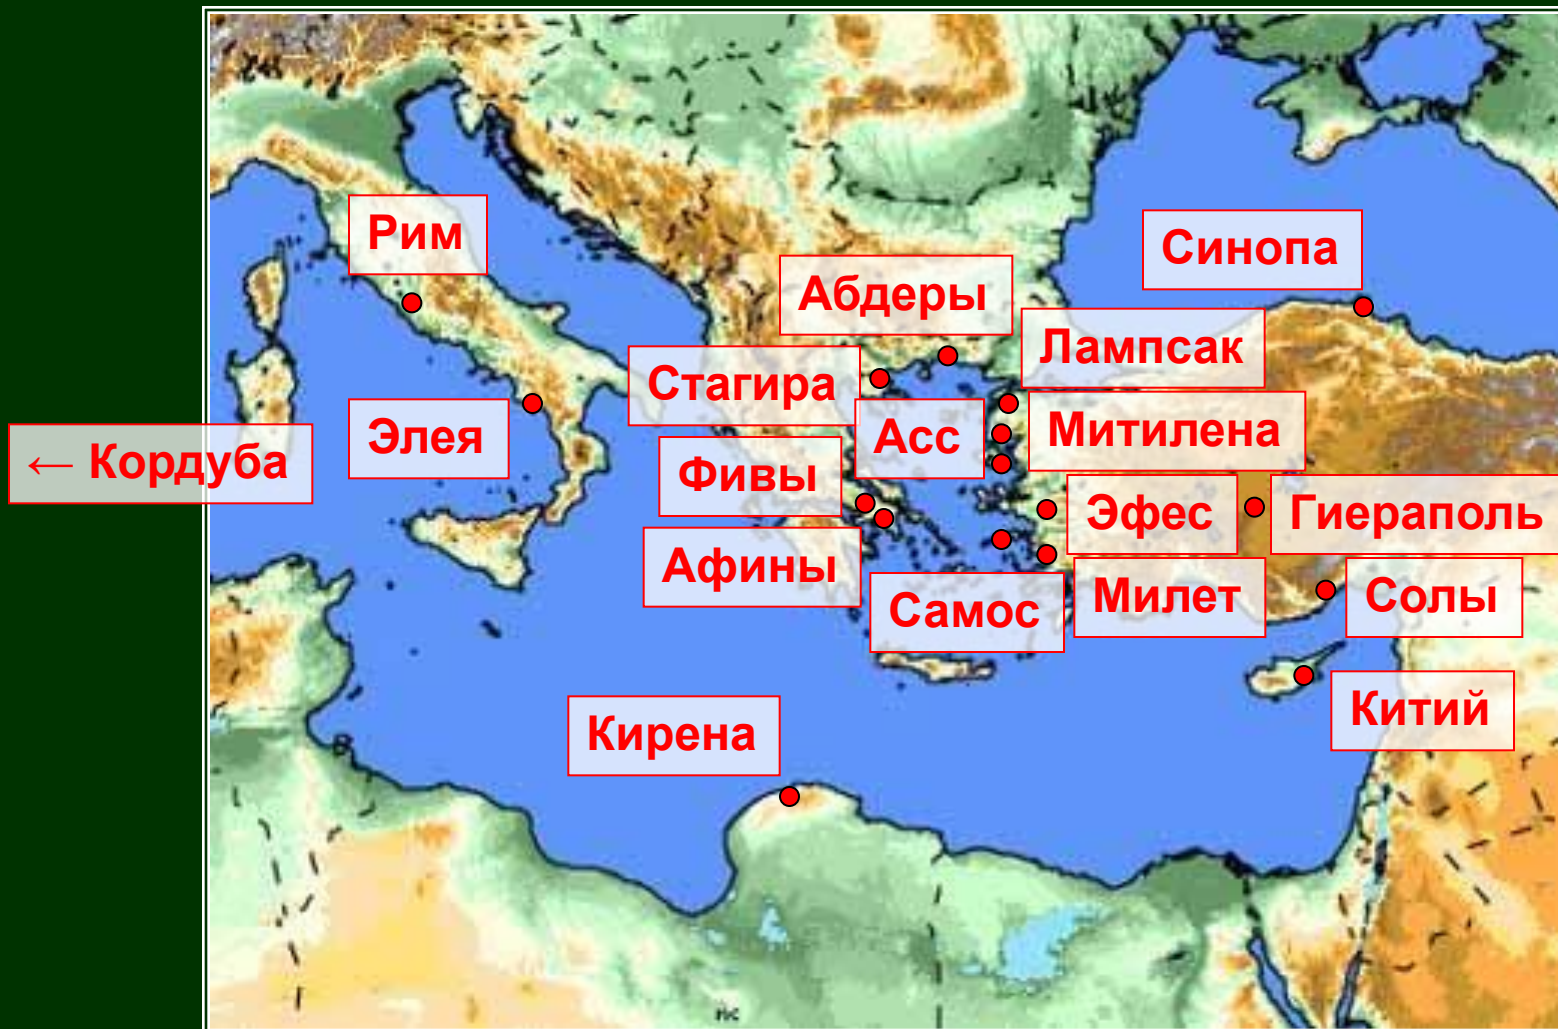 Рим
Синопа
Абдеры
Лампсак
Стагира
Асс
Митилена
Элея
← Кордуба
Фивы
Эфес
Гиераполь
Афины
Самос
Милет
Солы
Китий
Кирена